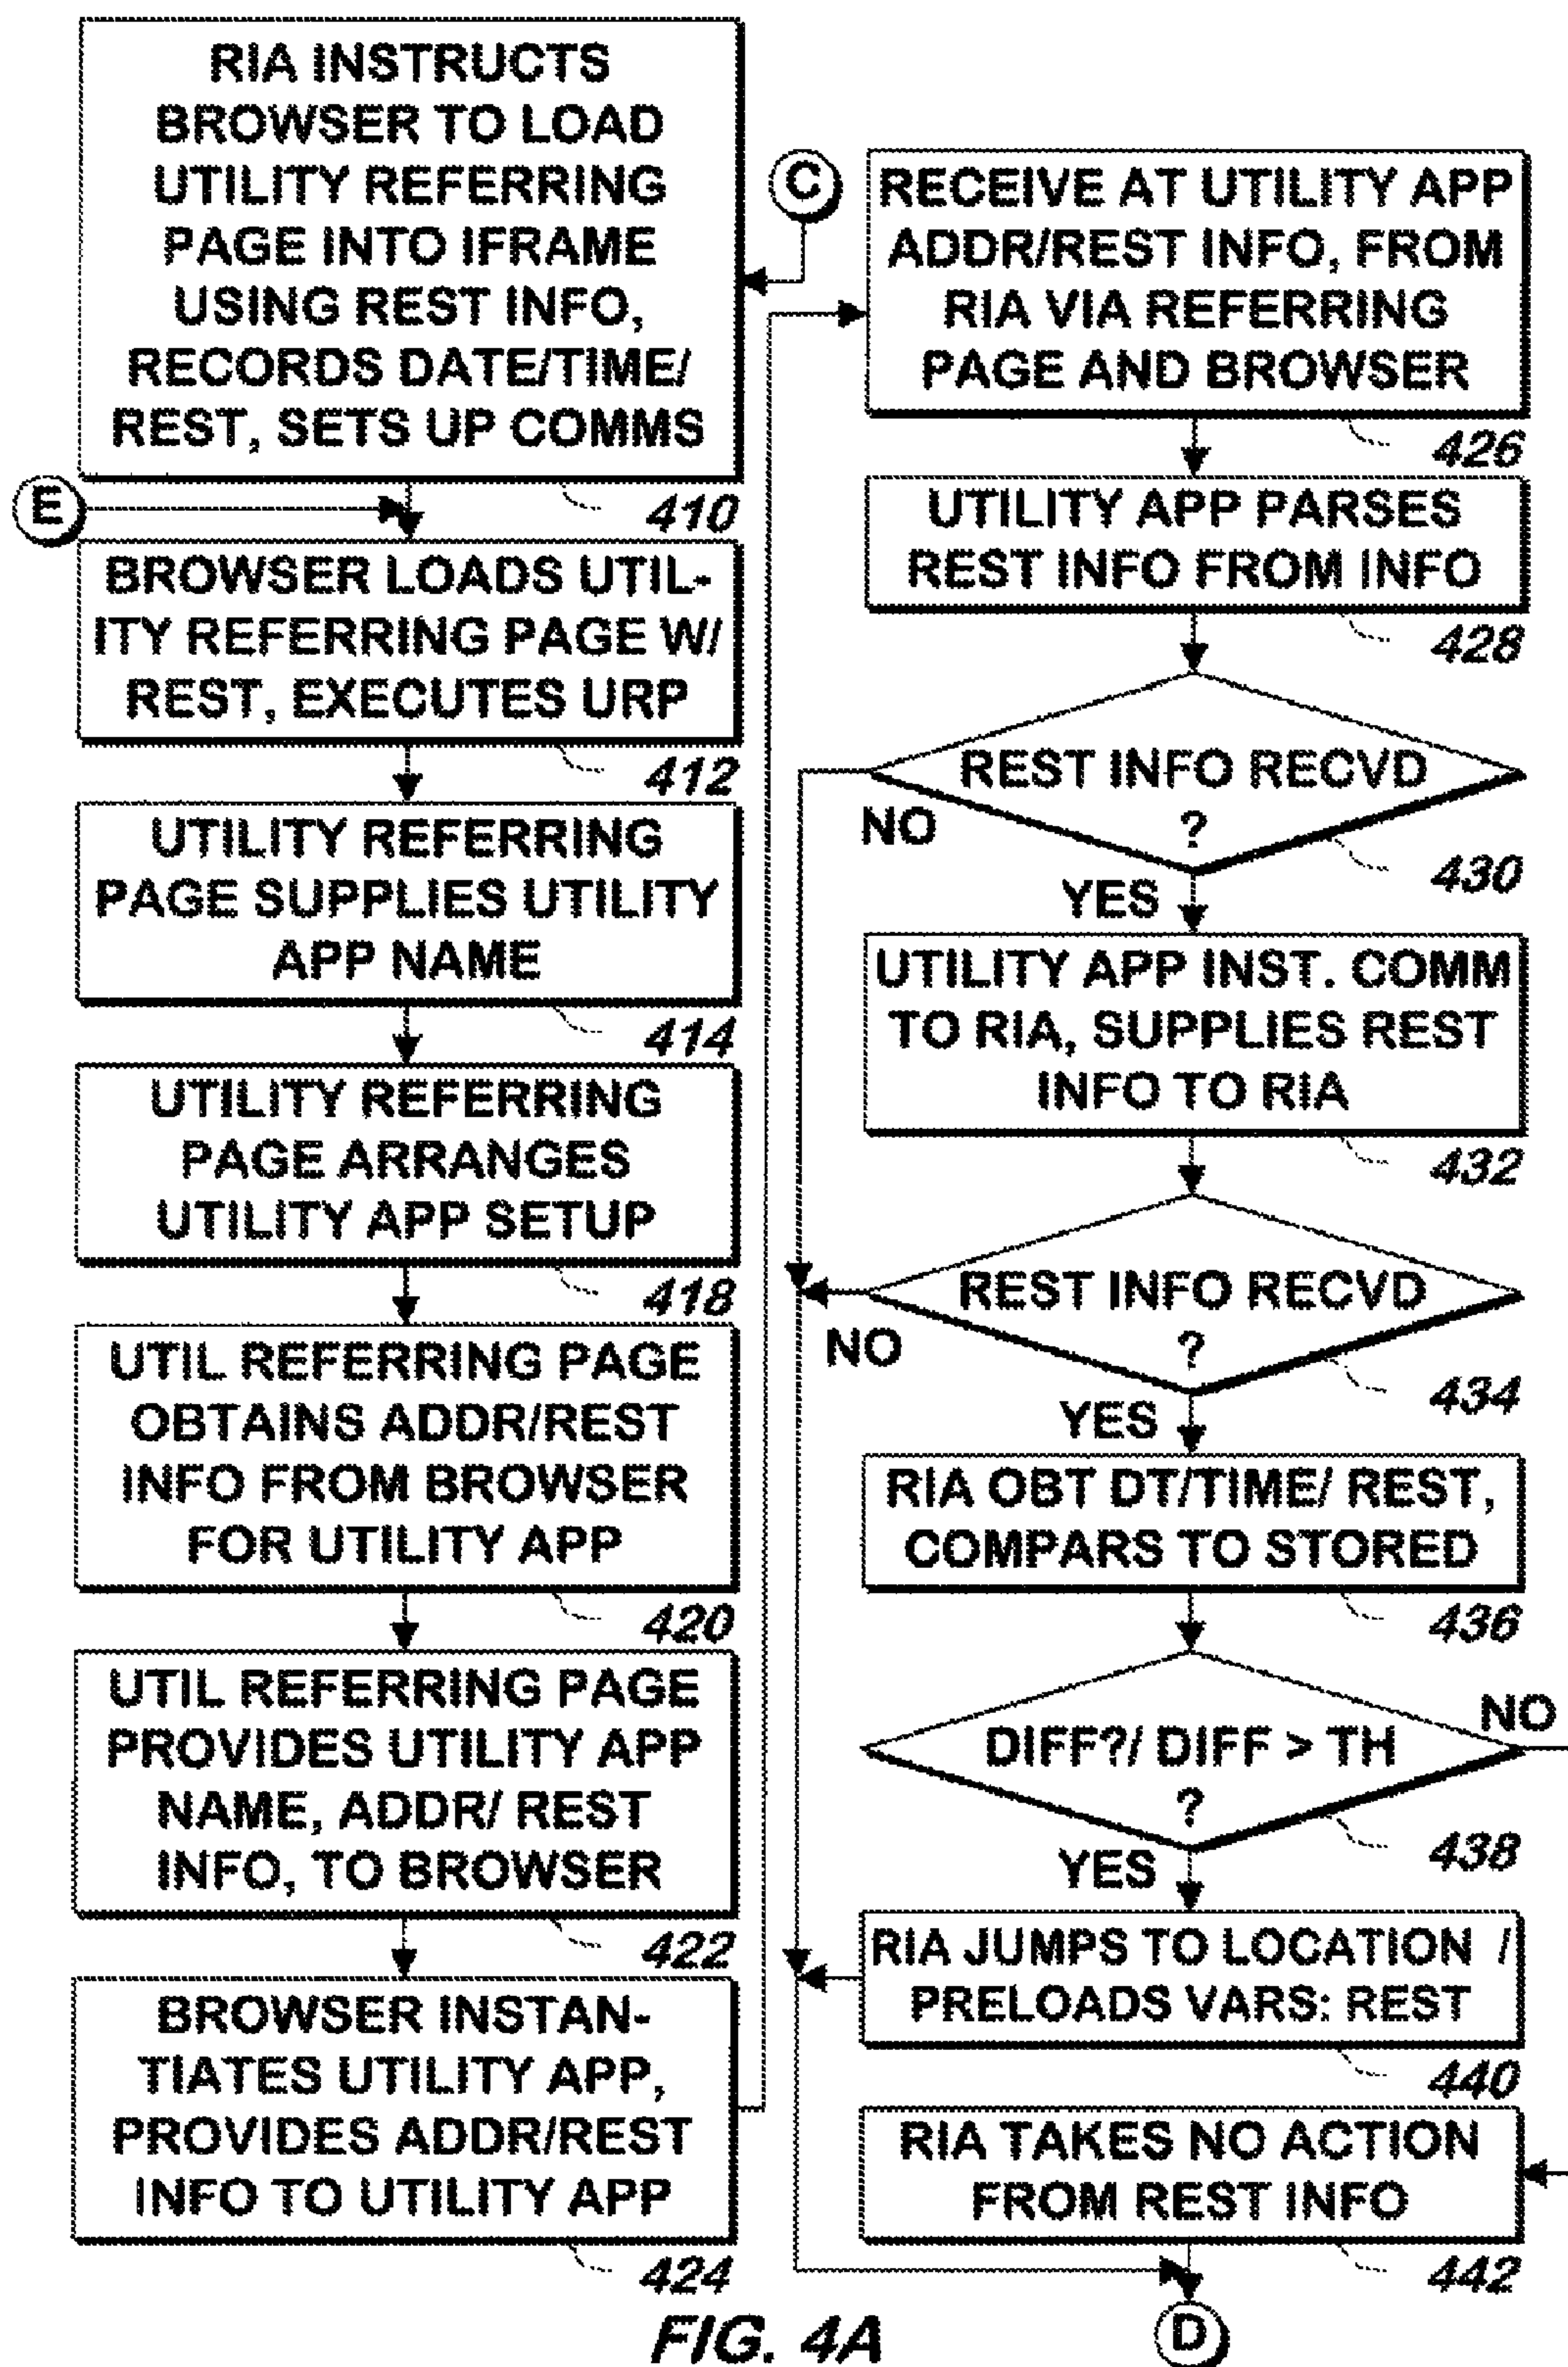 RIA INSTRUCTS
BROWSER TO LOAD
UTILITY REFERRING
PAGE INTO IFRAME
USING REST INFO,
RECORDS DATE/TIME/
REST, SETS UP COMMS
410
E
BROWSER LOADS UTIL-
ITY REFERRING PAGE W/
REST, EXECUTES URP
412
UTILITY REFERRING
PAGE SUPPLIES UTILITY
APP NAME
414
UTILITY REFERRING
PAGE ARRANGES
UTILITY APP SETUP
418
UTIL REFERRING PAGE
OBTAINS ADDR/REST
INFO FROM BROWSER
FOR UTILITY APP
420
UTIL REFERRING PAGE
PROVIDES UTILITY APP
NAME, ADDR/ REST
INFO, TO BROWSER
422
BROWSER INSTAN-
TIATES UTILITY APP,
PROVIDES ADDR/REST
INFO TO UTILITY APP
424
C
RECEIVE AT UTILITY APP
ADDR/REST INFO, FROM
RIA VIA REFERRING
PAGE AND BROWSER
426
UTILITY APP PARSES
REST INFO FROM INFO
428
REST INFO RECVD
?
NO
430
YES
UTILITY APP INST. COMM
TO RIA, SUPPLIES REST
INFO TO RIA
432
REST INFO RECVD
?
NO
434
YES
RIA OBT DT/TIME/ REST,
COMPARS TO STORED
436
DIFF?/ DIFF > TH
?
NO
438
YES
RIA JUMPS TO LOCATION /
PRELOADS VARS: REST
440
RIA TAKES NO ACTION
FROM REST INFO
442
D
FIG. 4A